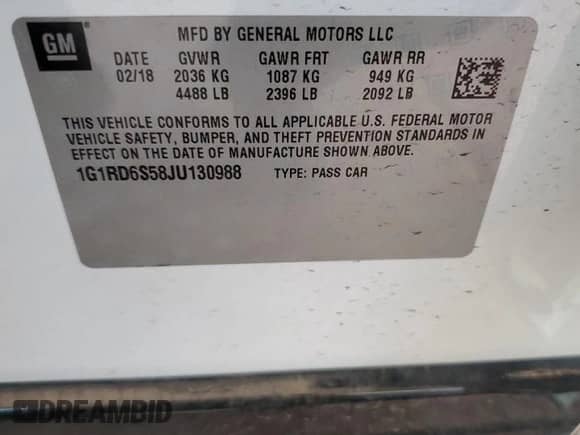 GM
MFD BY GENERAL MOTORS LLC
DATE GVWR GAWR FRT GAWR RR
02/18 2036 KG 1087 KG 949 KG
4488 LB 2396 LB 2092 LB
THIS VEHICLE CONFORMS TO ALL APPLICABLE U.S. FEDERAL MOTOR
VEHICLE SAFETY, BUMPER, AND THEFT PREVENTION STANDARDS IN
EFFECT ON THE DATE OF MANUFACTURE SHOWN ABOVE.
1G1RD6S58JU130988 TYPE: PASS CAR
DREAMBID